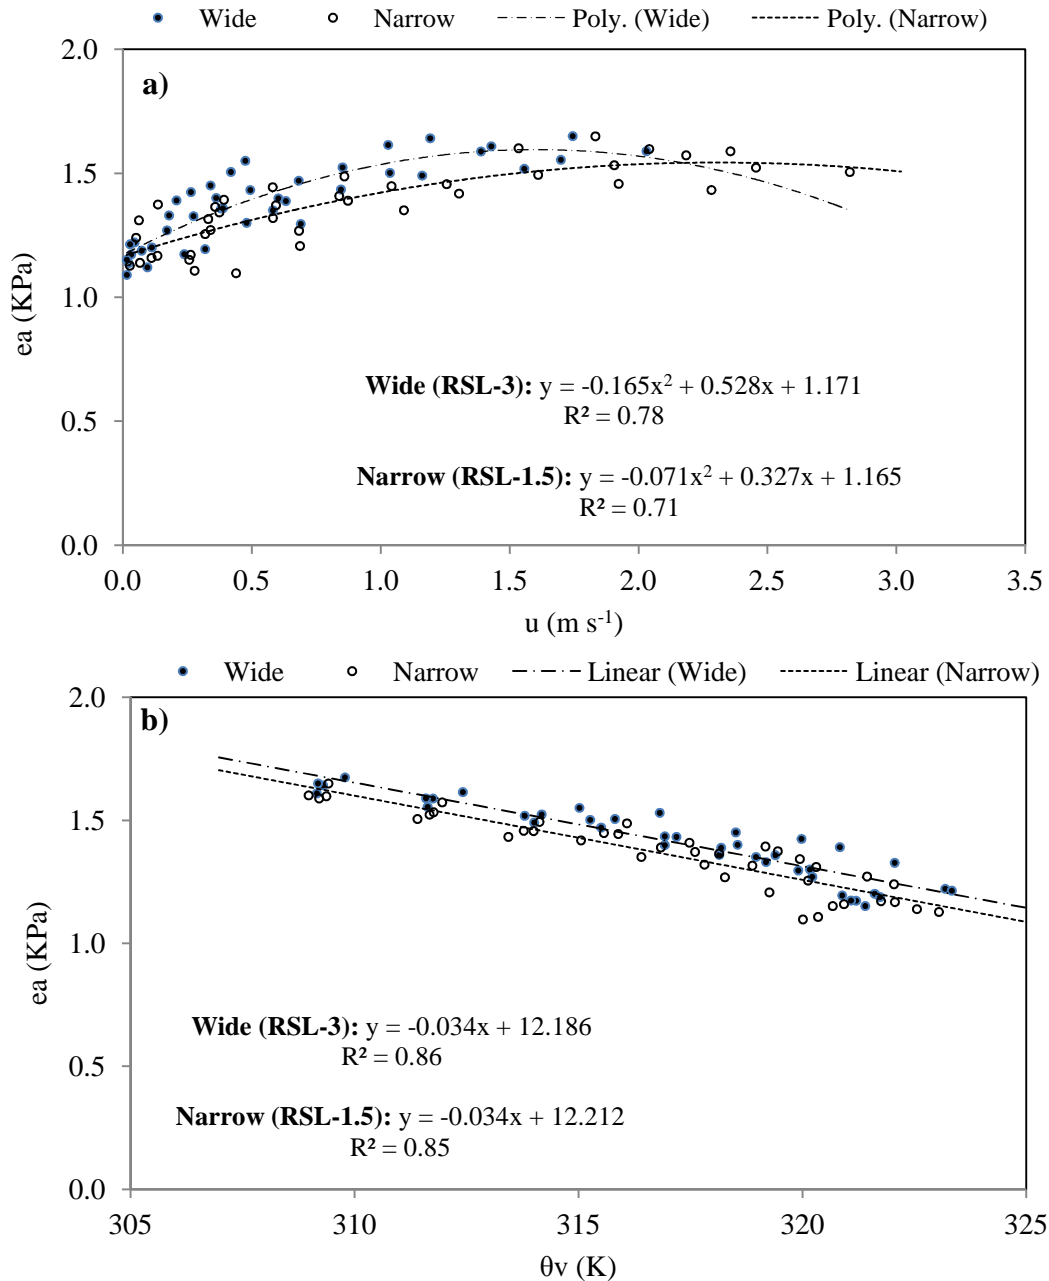 Wide Narrow Poly. (Wide) Poly. (Narrow)
a)
2.0
1.5
1.0
0.5
0.0
ea (KPa)
Wide (RSL-3): y = -0.165x² + 0.528x + 1.171
R² = 0.78
Narrow (RSL-1.5): y = -0.071x² + 0.327x + 1.165
R² = 0.71
0.0 0.5 1.0 1.5 2.0 2.5 3.0 3.5
u (m s⁻¹)
Wide Narrow Linear (Wide) Linear (Narrow)
b)
2.0
1.5
1.0
0.5
0.0
ea (KPa)
Wide (RSL-3): y = -0.034x + 12.186
R² = 0.86
Narrow (RSL-1.5): y = -0.034x + 12.212
R² = 0.85
305 310 315 320 325
θv (K)